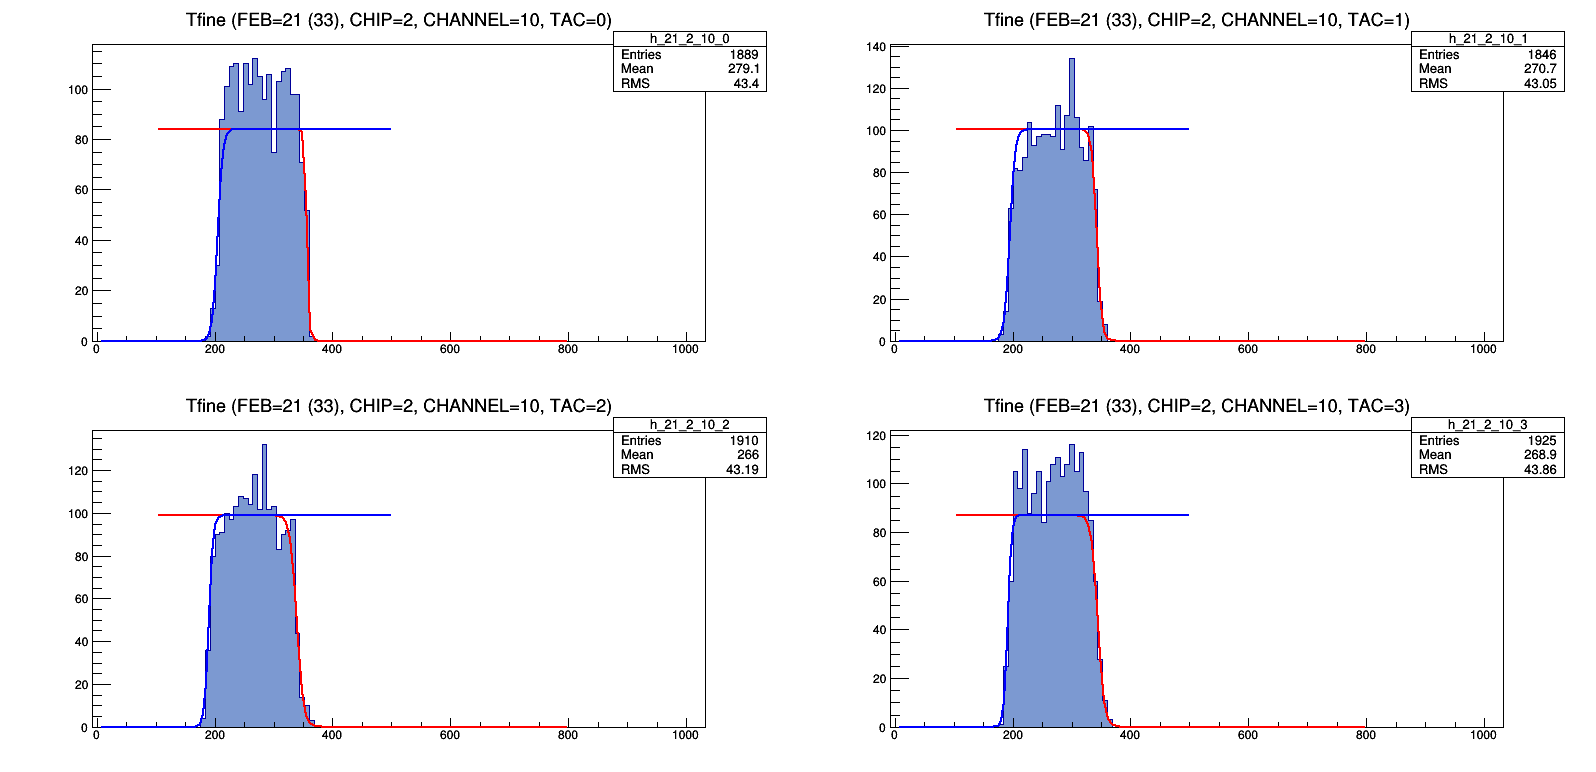 Tfine (FEB=21 (33), CHIP=2, CHANNEL=10, TAC=0)
h_21_2_10_0
Entries 1889
Mean 279.1
RMS 43.4
100
80
60
40
20
0
0 200 400 600 800 1000
Tfine (FEB=21 (33), CHIP=2, CHANNEL=10, TAC=1)
h_21_2_10_1
Entries 1846
Mean 270.7
RMS 43.05
140
120
100
80
60
40
20
0
0 200 400 600 800 1000
Tfine (FEB=21 (33), CHIP=2, CHANNEL=10, TAC=2)
h_21_2_10_2
Entries 1910
Mean 266
RMS 43.19
120
100
80
60
40
20
0
0 200 400 600 800 1000
Tfine (FEB=21 (33), CHIP=2, CHANNEL=10, TAC=3)
h_21_2_10_3
Entries 1925
Mean 268.9
RMS 43.86
120
100
80
60
40
20
0
0 200 400 600 800 1000